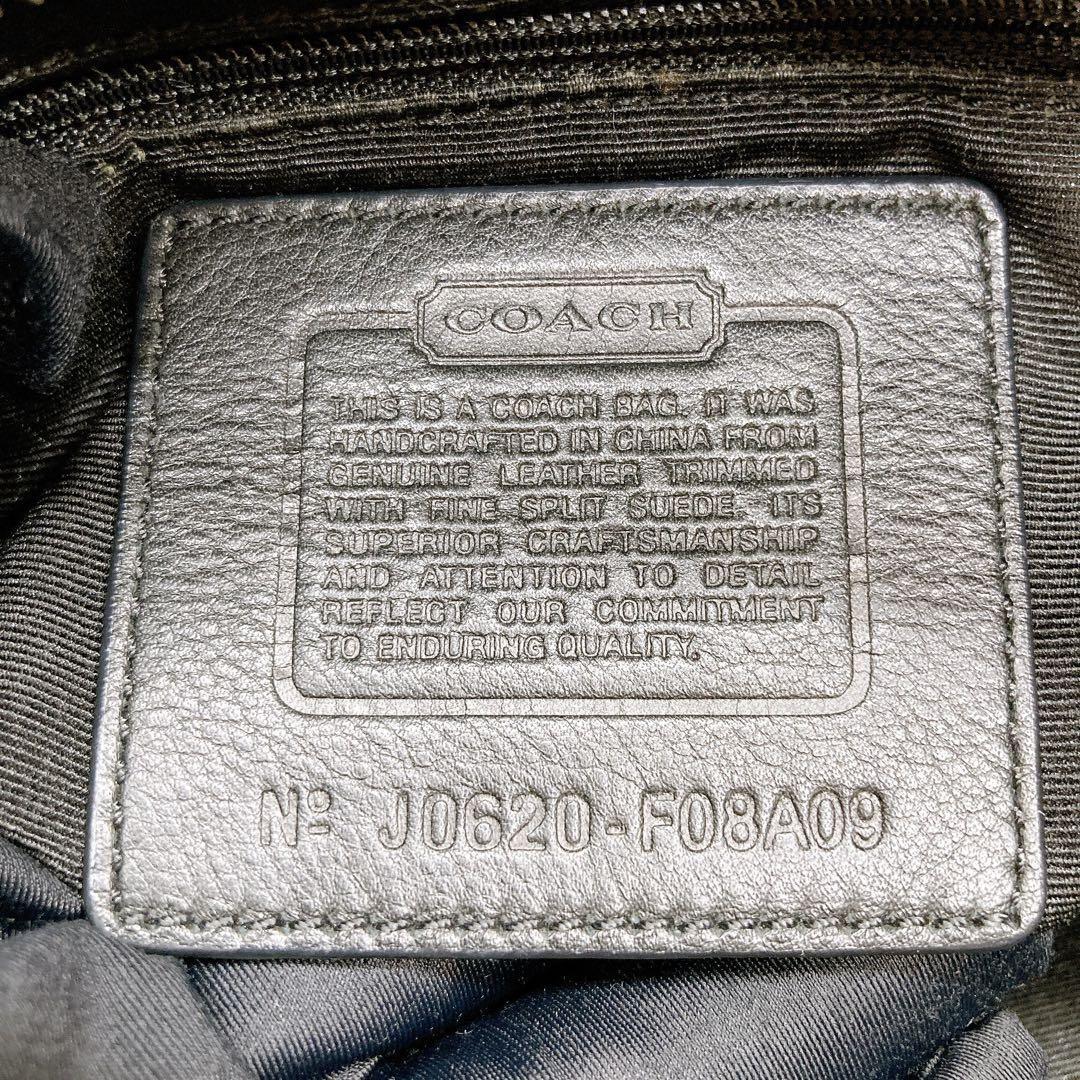 COACH
THIS IS A COACH BAG. IT WAS
HANDCRAFTED IN CHINA FROM
GENUINE LEATHER TRIMMED
WITH FINE SPLIT SUEDE. ITS
SUPERIOR CRAFTSMANSHIP
AND ATTENTION TO DETAIL
REFLECT OUR COMMITMENT
TO ENDURING QUALITY.
Nº J0620-F08A09